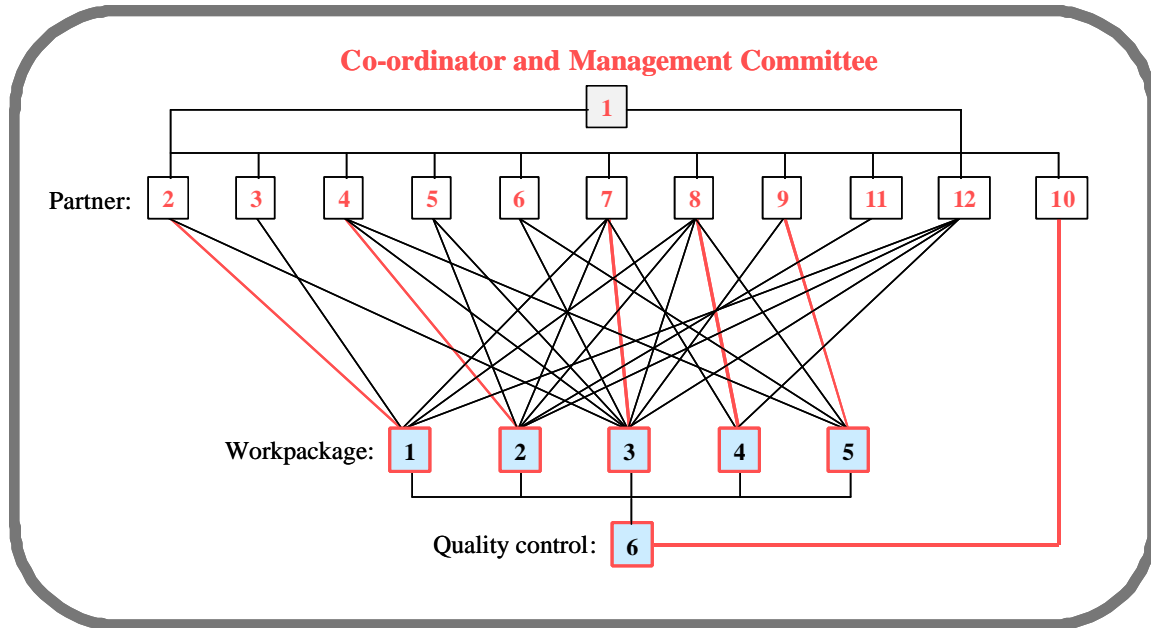 Co-ordinator and Management Committee
1
Partner: 2 3 4 5 6 7 8 9 11 12 10
Workpackage: 1 2 3 4 5
Quality control: 6